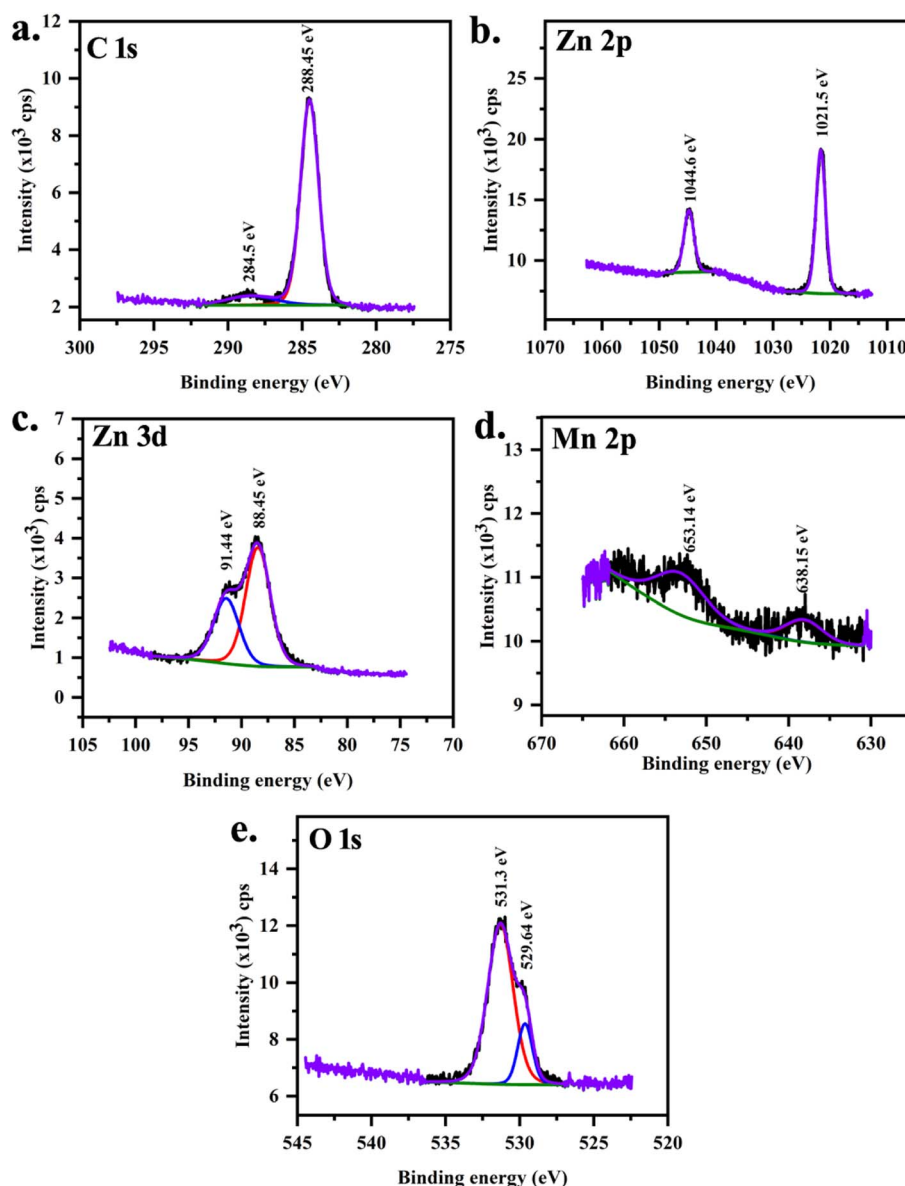 a.
C 1s
288.45 eV
284.5 eV
Intensity (x10³) cps
12
10
8
6
4
2
300 295 290 285 280 275
Binding energy (eV)
b.
Zn 2p
1021.5 eV
1044.6 eV
Intensity (x10³) cps
25
20
15
10
1070 1060 1050 1040 1030 1020 1010
Binding energy (eV)
c.
Zn 3d
88.45 eV
91.44 eV
Intensity (x10³) cps
7
6
5
4
3
2
1
0
105 100 95 90 85 80 75 70
Binding energy (eV)
d.
Mn 2p
653.14 eV
638.15 eV
Intensity (x10³) cps
13
12
11
10
9
670 660 650 640 630
Binding energy (eV)
e.
O 1s
531.3 eV
529.64 eV
Intensity (x10³) cps
14
12
10
8
6
545 540 535 530 525 520
Binding energy (eV)